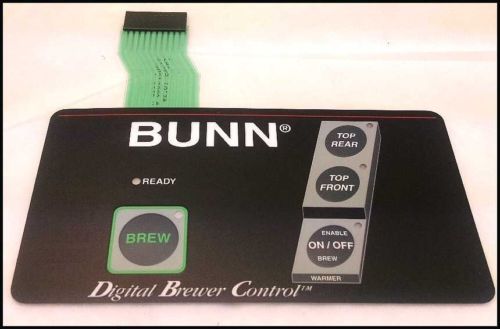 BUNN®
TOP
REAR
TOP
FRONT
READY
BREW
ENABLE
ON / OFF
BREW
WARMER
Digital Brewer Control™